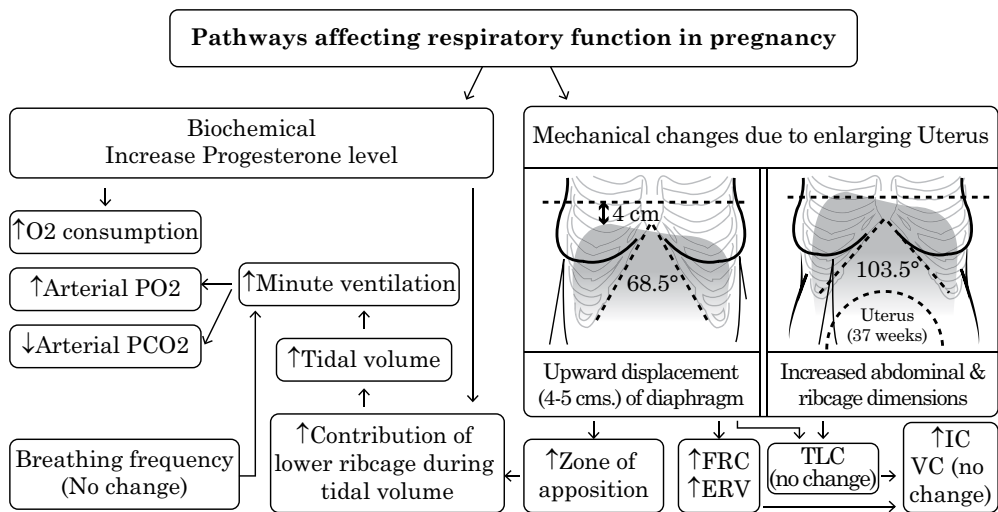 Pathways affecting respiratory function in pregnancy
Biochemical
Increase Progesterone level
↑O2 consumption
↑Arterial PO2
↓Arterial PCO2
↑Minute ventilation
↑Tidal volume
Breathing frequency
(No change)
↑Contribution of
lower ribcage during
tidal volume
Mechanical changes due to enlarging Uterus
4 cm
68.5°
103.5°
Uterus
(37 weeks)
Upward displacement
(4-5 cms.) of diaphragm
Increased abdominal &
ribcage dimensions
↑Zone of
apposition
↑FRC
↑ERV
TLC
(no change)
↑IC
VC (no
change)